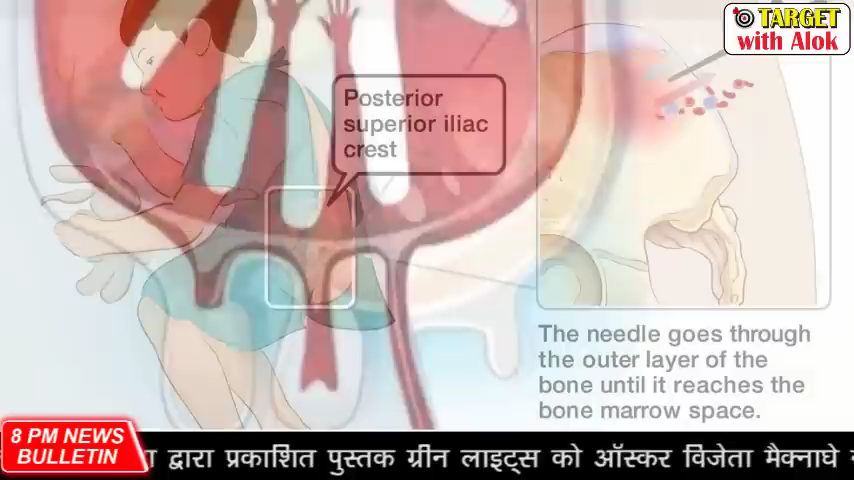 TARGET
with Alok
Posterior
superior iliac
crest
The needle goes through
the outer layer of the
bone until it reaches the
bone marrow space.
8 PM NEWS
BULLETIN
द्वारा प्रकाशित पुस्तक ग्रीन लाइट्स को ऑस्कर विजेता मैक्नाघे